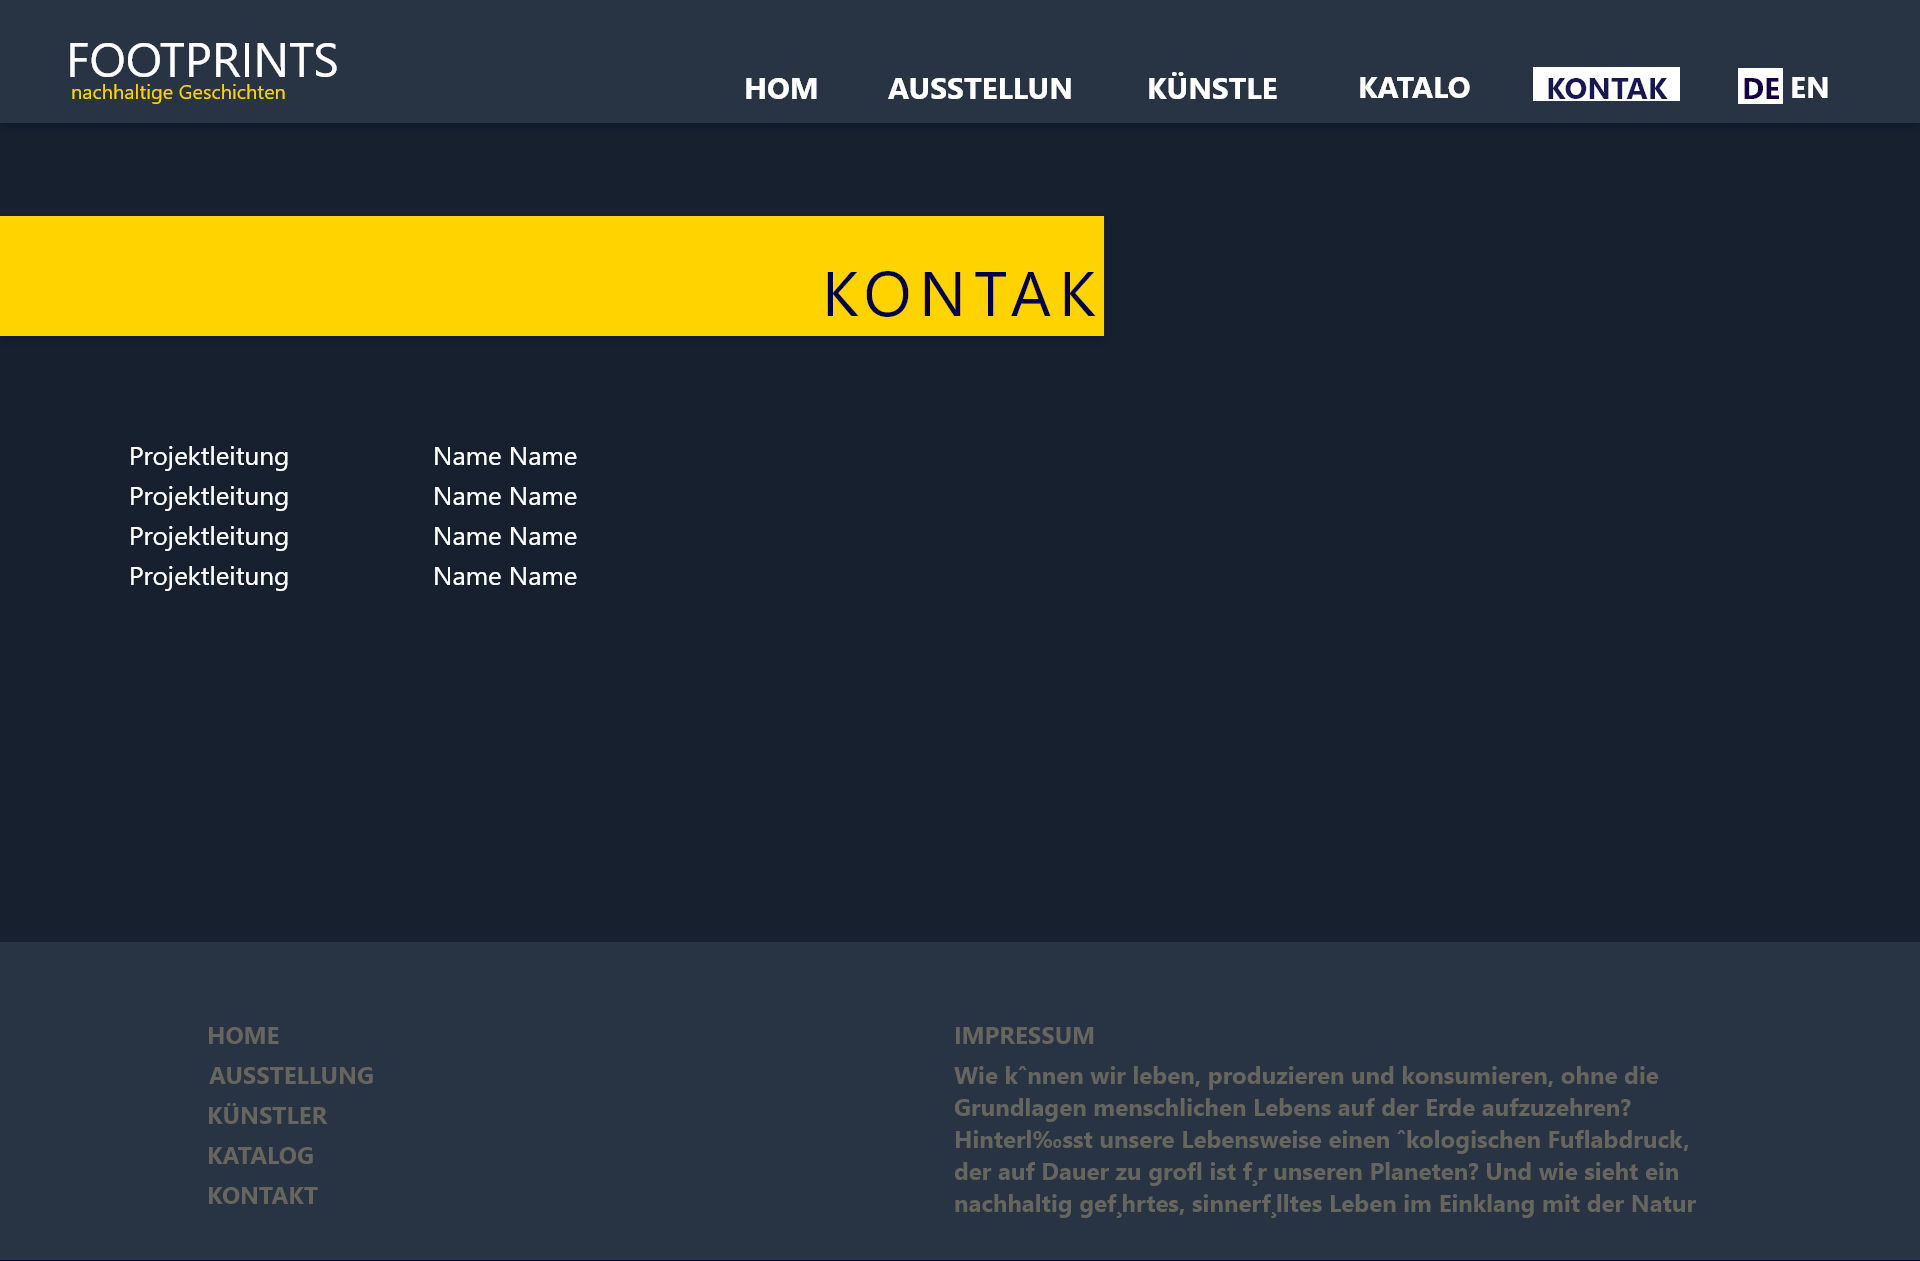 FOOTPRINTS
nachhaltige Geschichten
HOM AUSSTELLUN KÜNSTLE KATALO KONTAK DE EN
KONTAK
Projektleitung Name Name
Projektleitung Name Name
Projektleitung Name Name
Projektleitung Name Name
HOME
AUSSTELLUNG
KÜNSTLER
KATALOG
KONTAKT
IMPRESSUM
Wie kˆnnen wir leben, produzieren und konsumieren, ohne die
Grundlagen menschlichen Lebens auf der Erde aufzuzehren?
Hinterl‰sst unsere Lebensweise einen ˆkologischen Fuflabdruck,
der auf Dauer zu grofl ist f¸r unseren Planeten? Und wie sieht ein
nachhaltig gef¸hrtes, sinnerf¸lltes Leben im Einklang mit der Natur